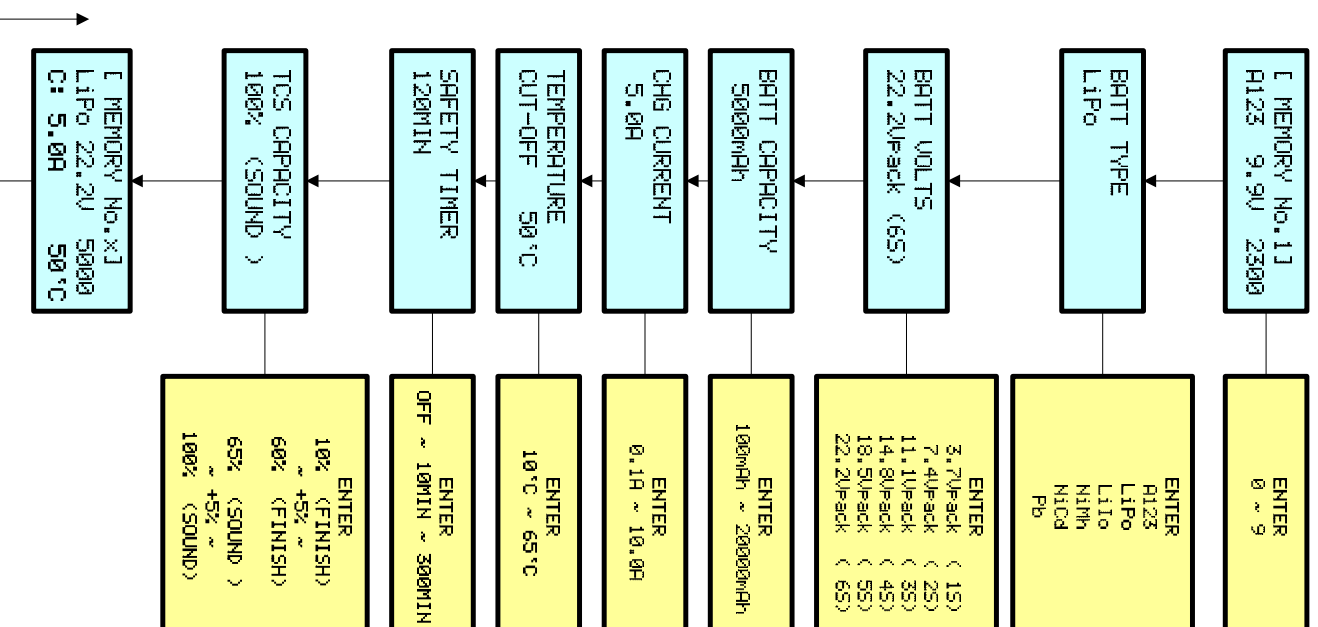 [ MEMORY No.1]
A123 9.9V 2300
ENTER
0 ~ 9
BATT TYPE
LiPo
ENTER
A123
LiPo
LiIo
NiMh
NiCd
Pb
BATT VOLTS
22.2Vpack (6S)
ENTER
3.7Vpack ( 1S)
7.4Vpack ( 2S)
11.1Vpack ( 3S)
14.8Vpack ( 4S)
18.5Vpack ( 5S)
22.2Vpack ( 6S)
BATT CAPACITY
5000mAh
ENTER
100mAh ~ 20000mAh
CHG CURRENT
5.0A
ENTER
0.1A ~ 10.0A
TEMPERATURE
CUT-OFF 50°C
ENTER
10°C ~ 65°C
SAFETY TIMER
120MIN
ENTER
OFF ~ 10MIN ~ 300MIN
TCS CAPACITY
100% (SOUND )
ENTER
10% (FINISH)
~ +5% ~
60% (FINISH)
65% (SOUND )
~ +5% ~
100% (SOUND)
[ MEMORY No.x]
LiPo 22.2V 5000
C: 5.0A 50°C